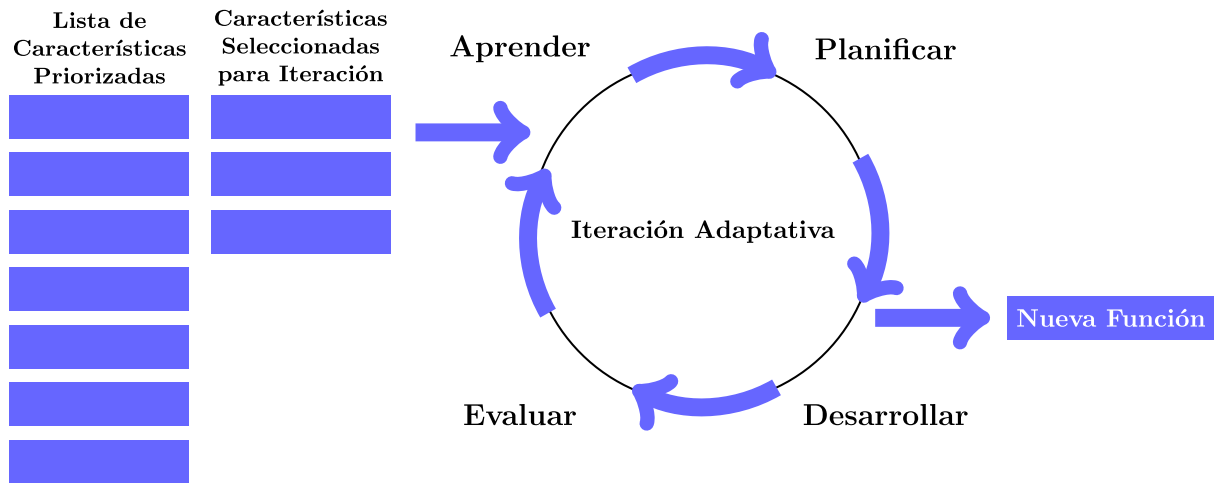 Lista de
Características
Priorizadas
Características
Seleccionadas
para Iteración
Aprender
Planificar
Iteración Adaptativa
Nueva Función
Evaluar
Desarrollar